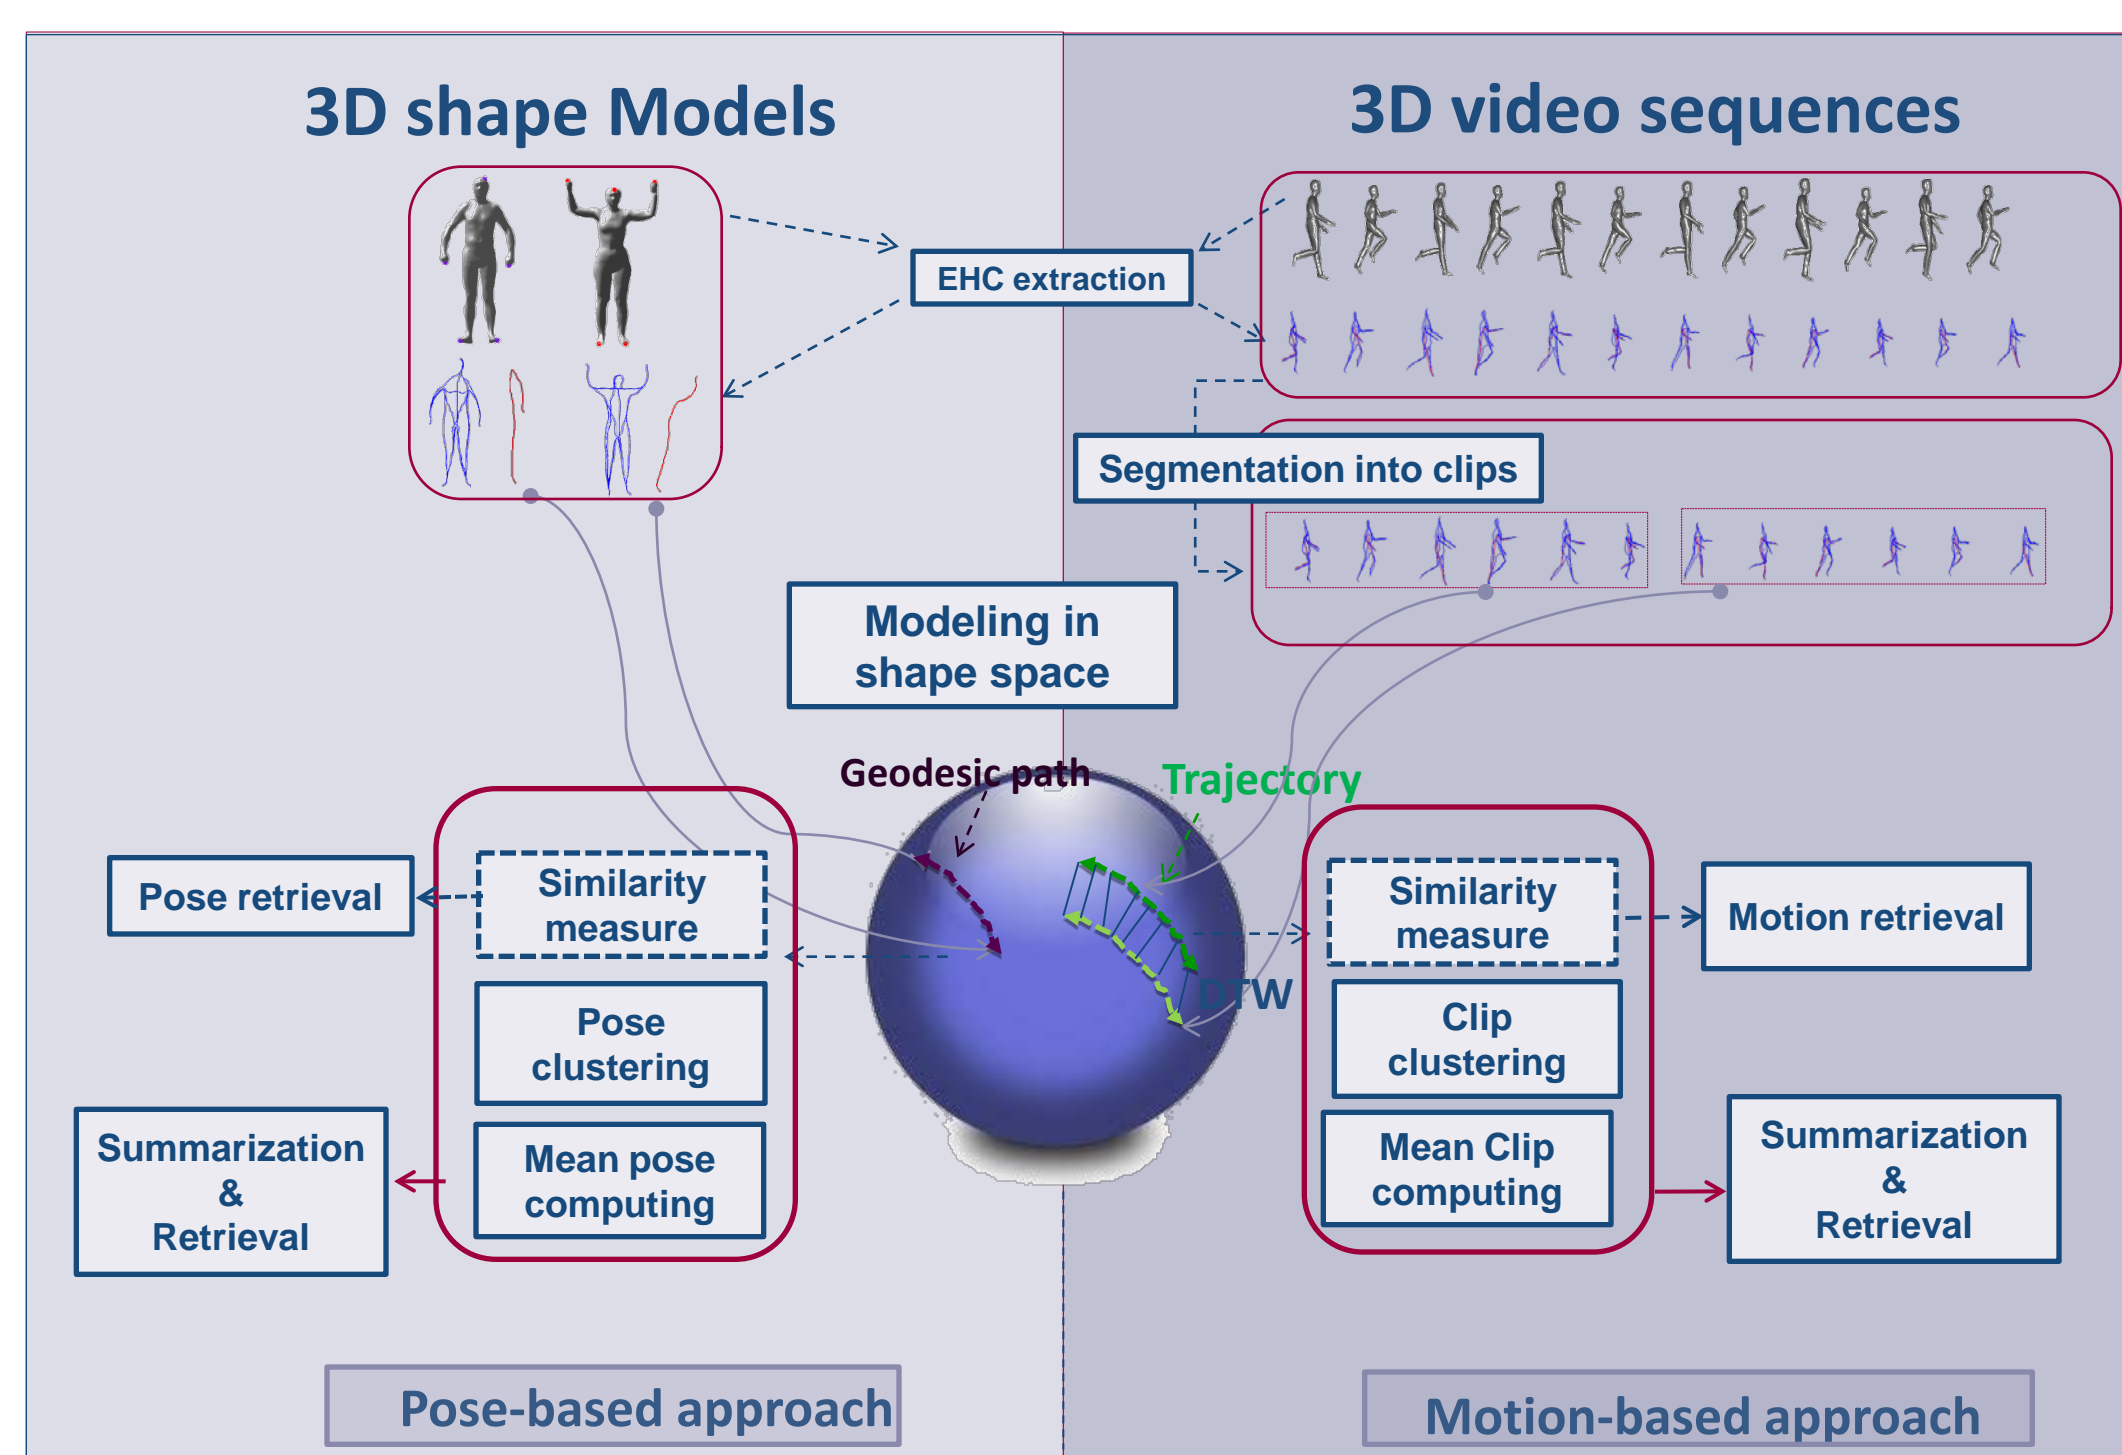 3D shape Models
3D video sequences
EHC extraction
Segmentation into clips
Modeling in
shape space
Geodesic path
Trajectory
DTW
Pose retrieval
Similarity
measure
Pose
clustering
Mean pose
computing
Summarization
&
Retrieval
Similarity
measure
Clip
clustering
Mean Clip
computing
Motion retrieval
Summarization
&
Retrieval
Pose-based approach
Motion-based approach